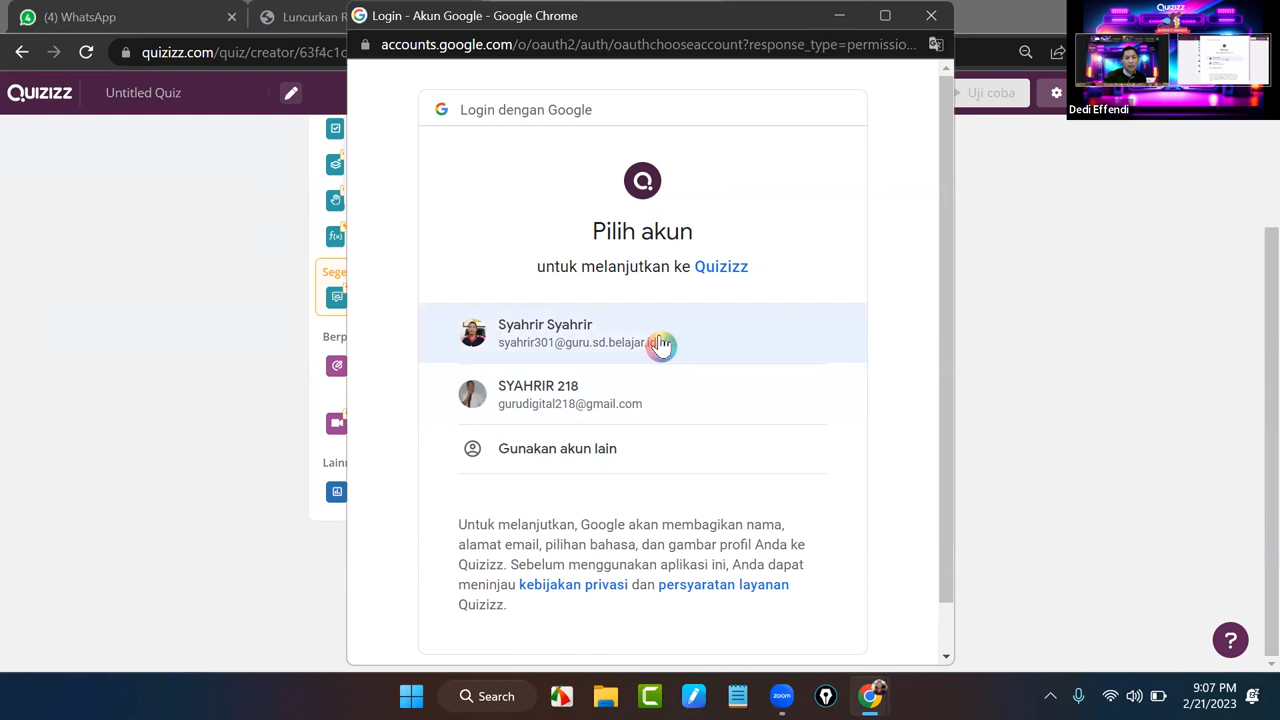 (4) WhatsApp
Login - Akun Google - Google Chrome
quizizz.com/quiz
accounts.google.com/o/oauth2/auth/oauthchooseaccount?response_type=permissio...
Quizizz
Dedi Effendi
QUIZIZZ
Untitled Quiz
Uji coba
Login dengan Google
Pilih akun
untuk melanjutkan ke Quizizz
f(x)
Sege
Syahrir Syahrir
syahrir301@guru.sd.belajar.id
Berp
SYAHRIR 218
gurudigital218@gmail.com
Gunakan akun lain
Lainn
Untuk melanjutkan, Google akan membagikan nama,
alamat email, pilihan bahasa, dan gambar profil Anda ke
Quizizz. Sebelum menggunakan aplikasi ini, Anda dapat
meninjau kebijakan privasi dan persyaratan layanan
Quizizz.
?
Search
zoom
9:07 PM
2/21/2023